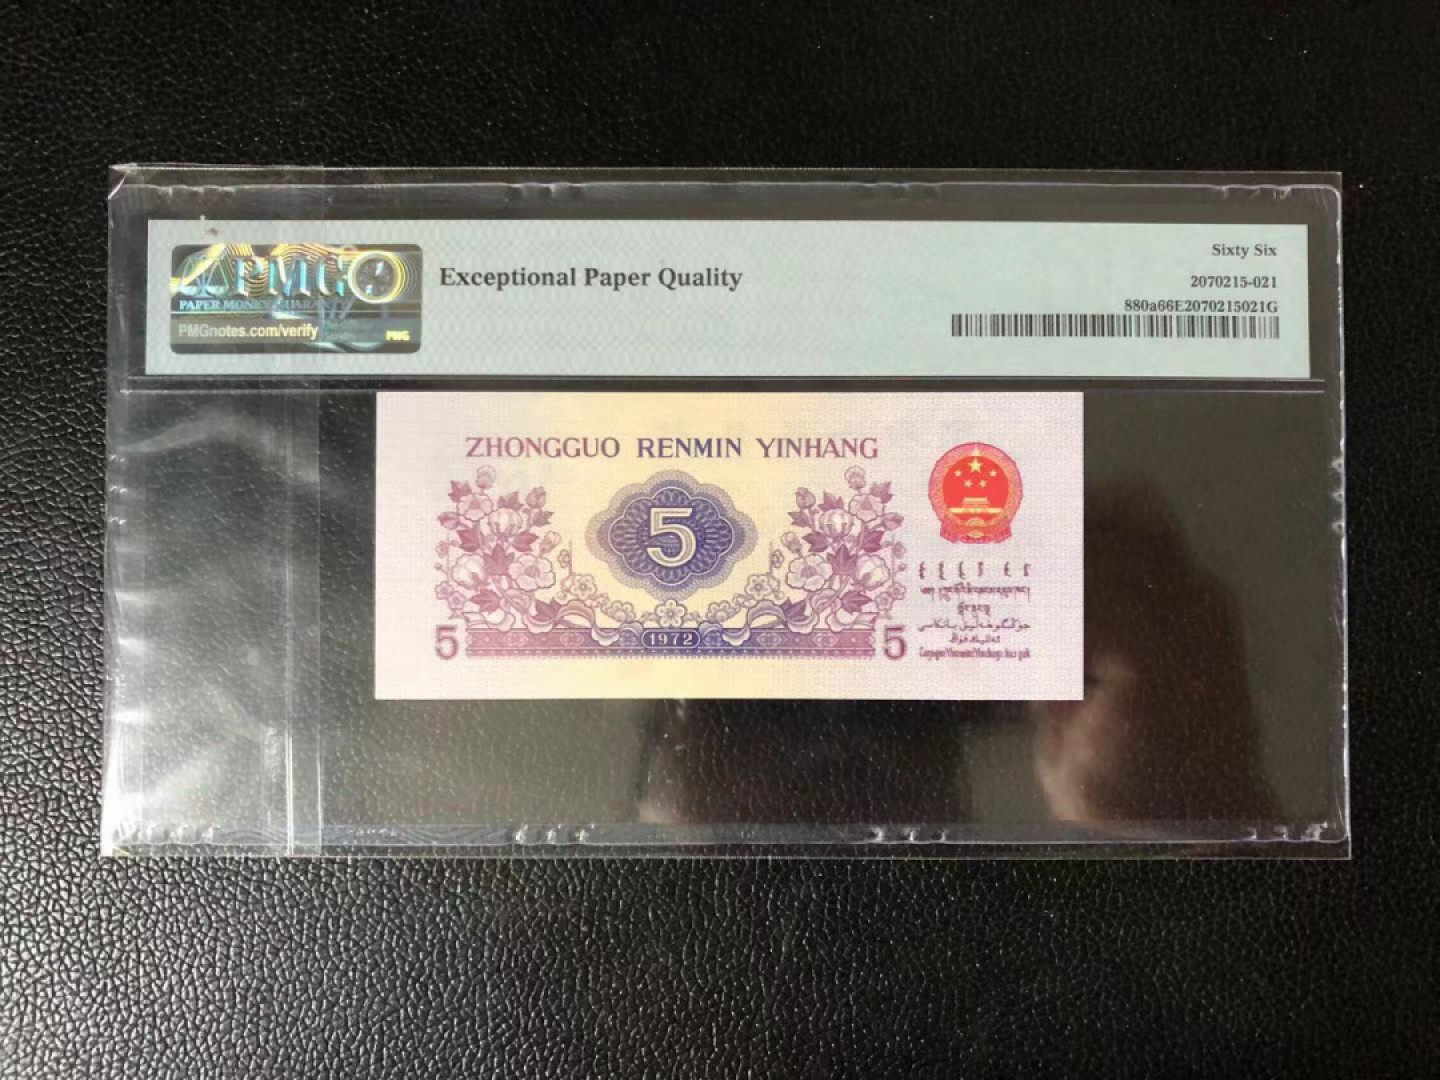 PMG
PAPER MONEY GUARANTY
PMGnotes.com/verify
PMG
Exceptional Paper Quality
Sixty Six
2070215-021
880a66E2070215021G
ZHONGGUO RENMIN YINHANG
5
1972
5
5